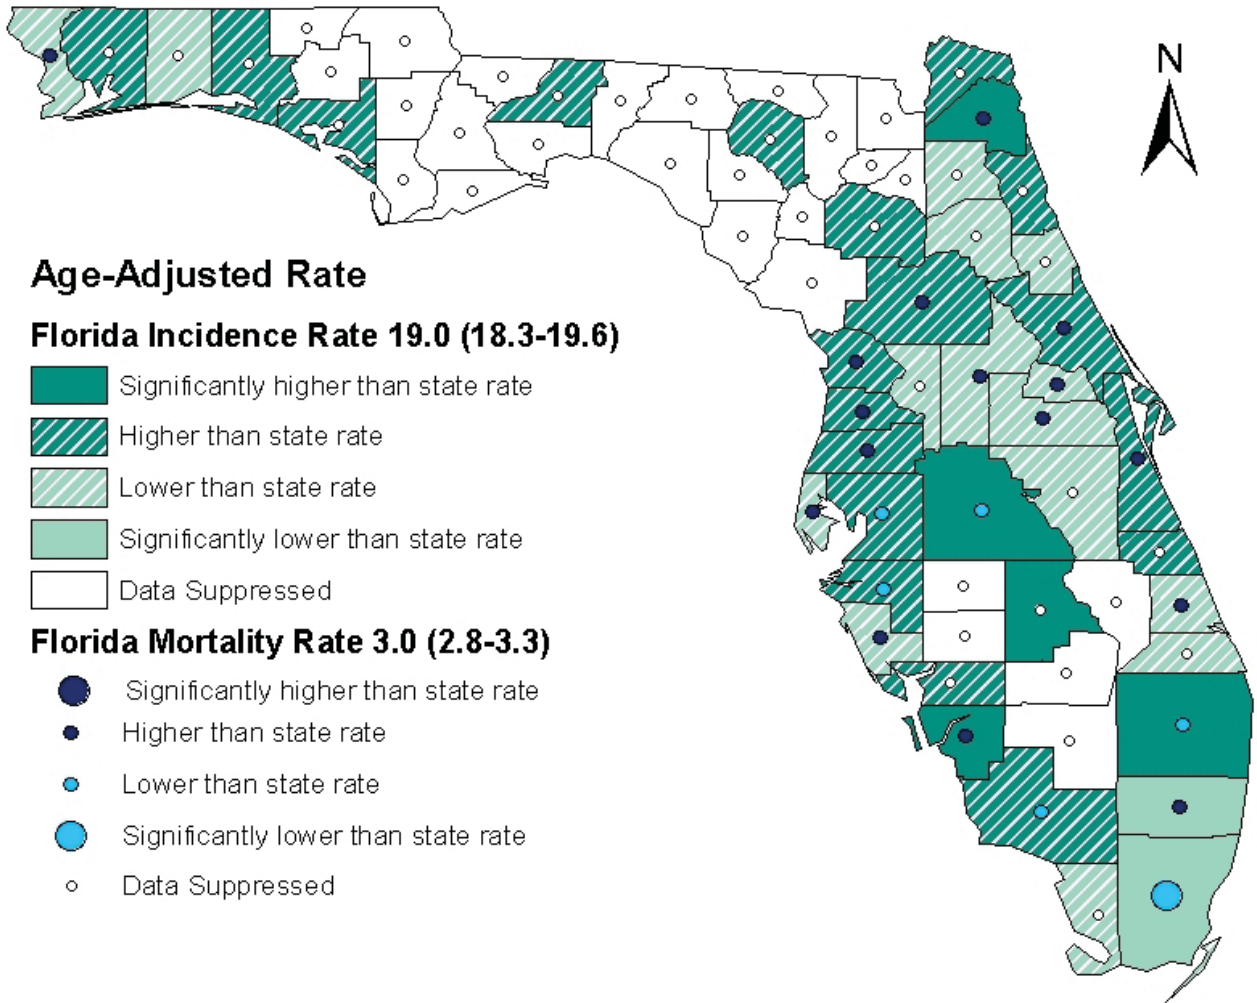 N
Age-Adjusted Rate
Florida Incidence Rate 19.0 (18.3-19.6)
Significantly higher than state rate
Higher than state rate
Lower than state rate
Significantly lower than state rate
Data Suppressed
Florida Mortality Rate 3.0 (2.8-3.3)
Significantly higher than state rate
Higher than state rate
Lower than state rate
Significantly lower than state rate
Data Suppressed